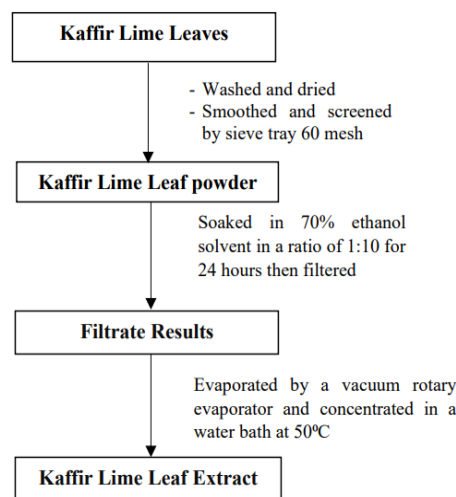 Kaffir Lime Leaves
- Washed and dried
- Smoothed and screened
by sieve tray 60 mesh
Kaffir Lime Leaf powder
Soaked in 70% ethanol
solvent in a ratio of 1:10 for
24 hours then filtered
Filtrate Results
Evaporated by a vacuum rotary
evaporator and concentrated in a
water bath at 50ºC
Kaffir Lime Leaf Extract